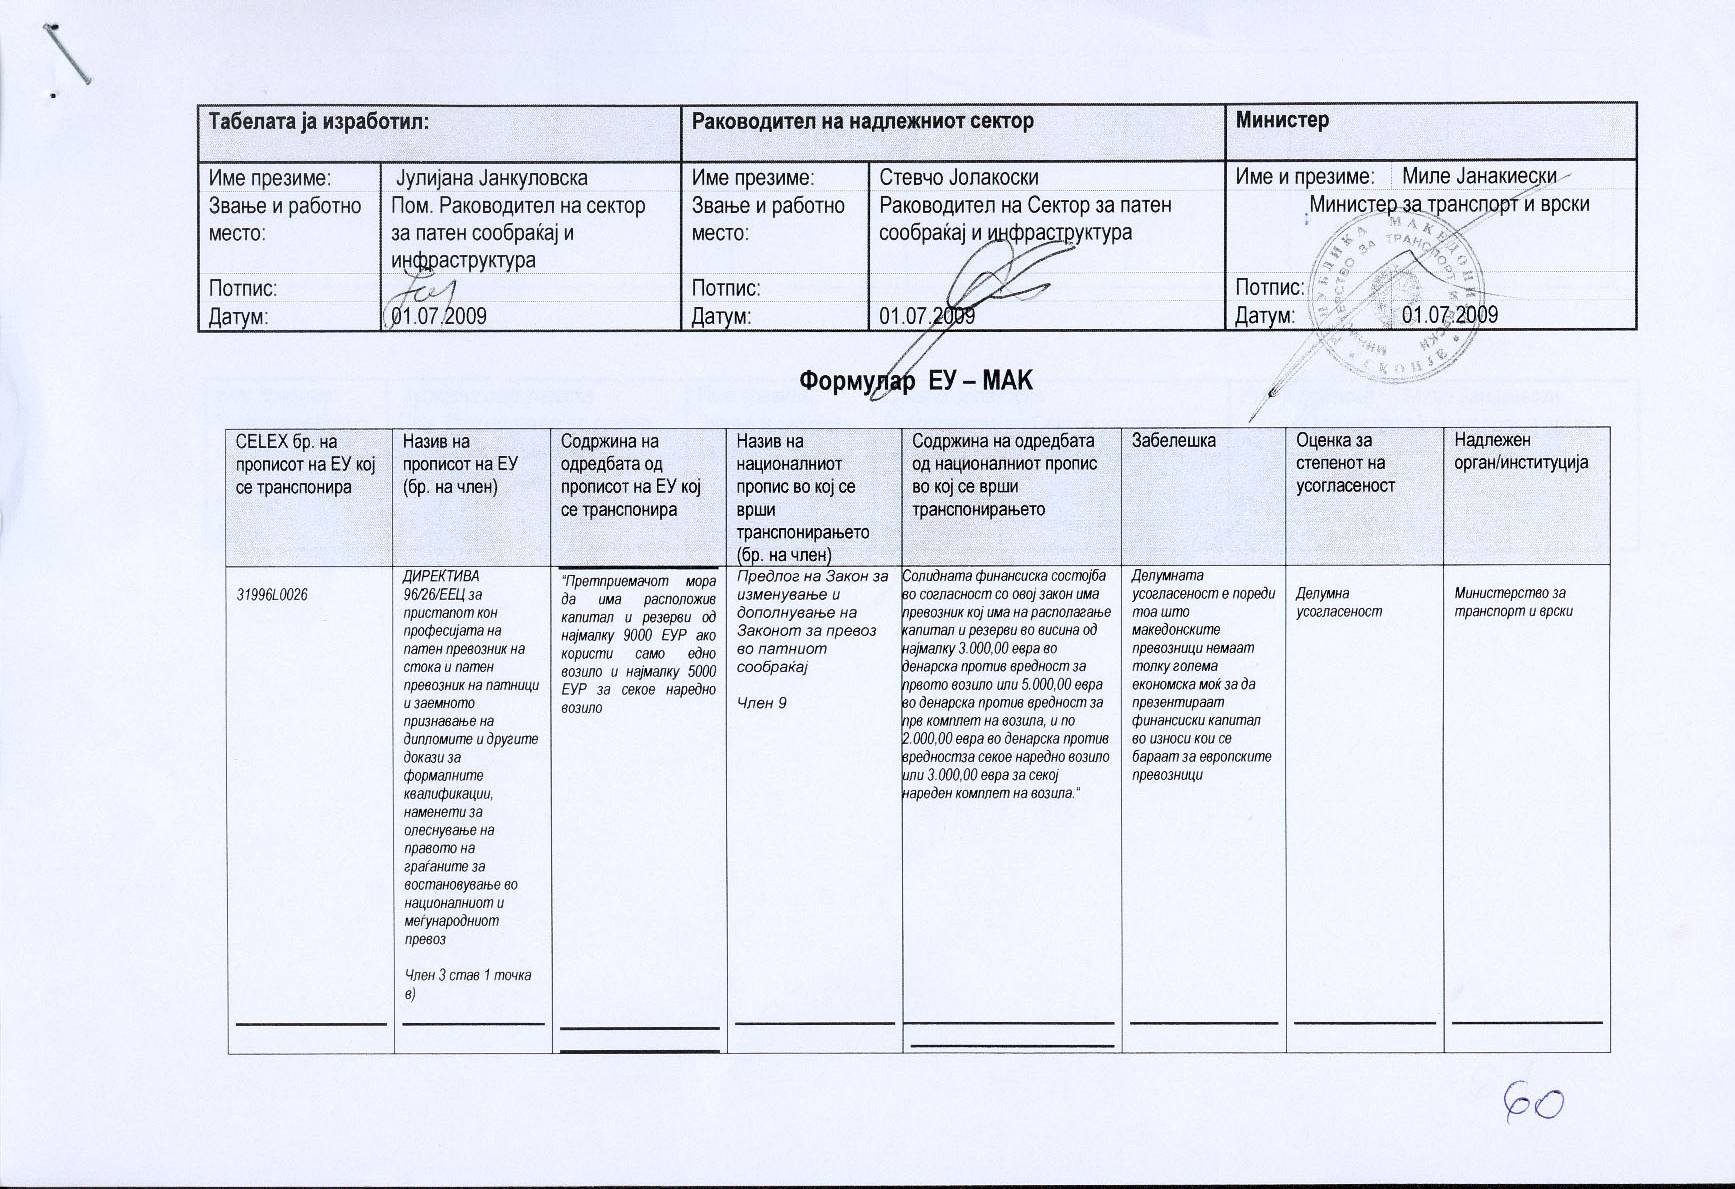 Табелата ја изработил:
Раководител на надлежниот сектор
Министер
Име презиме:
Јулијана Јанкуловска
Име презиме:
Стевчо Јолакоски
Име и презиме:
Миле Јанакиески
Звање и работно
место:
Пом. Раководител на сектор
за патен сообраќај и
инфраструктура
Звање и работно
место:
Раководител на Сектор за патен
сообраќај и инфраструктура
Министер за транспорт и врски
Потпис:
Потпис:
Потпис:
Датум:
01.07.2009
Датум:
01.07.2009
Датум:
01.07.2009
Формулар ЕУ – МАК
CELEX бр. на
прописот на ЕУ кој
се транспонира
Назив на
прописот на ЕУ
(бр. на член)
Содржина на
одредбата од
прописот на ЕУ кој
се транспонира
Назив на
националниот
пропис во кој се
врши
транспонирањето
(бр. на член)
Содржина на одредбата
од националниот пропис
во кој се врши
транспонирањето
Забелешка
Оценка за
степенот на
усогласеност
Надлежен
орган/институција
31996L0026
ДИРЕКТИВА
96/26/ЕЕЦ за
пристапот кон
професијата на
патен превозник на
стока и патен
превозник на патници
и заемното
признавање на
дипломите и другите
докази за
формалните
квалификации,
наменети за
олеснување на
правото на
граѓаните за
востановување во
националниот и
меѓународниот
превоз
Член 3 став 1 точка
в)
“Претприемачот мора
да има расположив
капитал и резерви од
најмалку 9000 ЕУР ако
користи само едно
возило и најмалку 5000
ЕУР за секое наредно
возило
Предлог на Закон за
изменување и
дополнување на
Законот за превоз
во патниот
сообраќај
Член 9
Солидната финансиска состојба
во согласност со овој закон има
превозник кој има на располагање
капитал и резерви во висина од
најмалку 3.000,00 евра во
денарска против вредност за
првото возило или 5.000,00 евра
во денарска против вредност за
прв комплет на возила, и по
2.000,00 евра во денарска против
вредностза секое наредно возило
или 3.000,00 евра за секој
нареден комплет на возила.“
Делумната
усогласеност е поради
тоа што
македонските
превозници немаат
толку голема
економска моќ за да
презентираат
финансиски капитал
во износи кои се
бараат за европските
превозници
Делумна
усогласеност
Министерство за
транспорт и врски
60